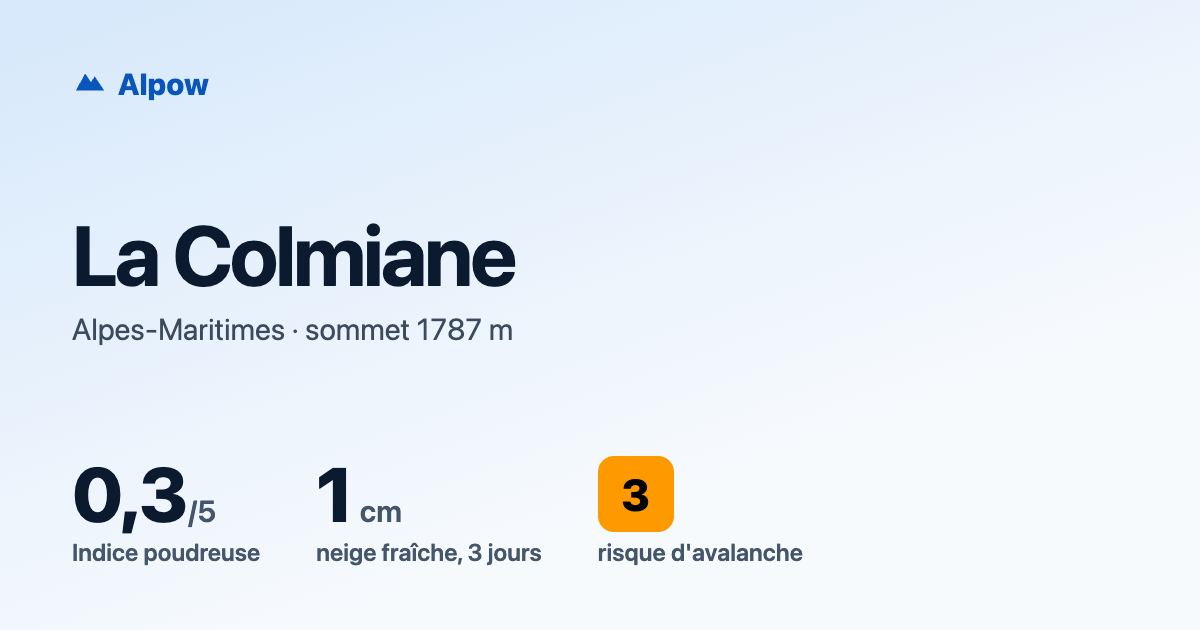 Alpow
La Colmiane
Alpes-Maritimes · sommet 1787 m
0,3/5
Indice poudreuse
1 cm
neige fraîche, 3 jours
3
risque d'avalanche